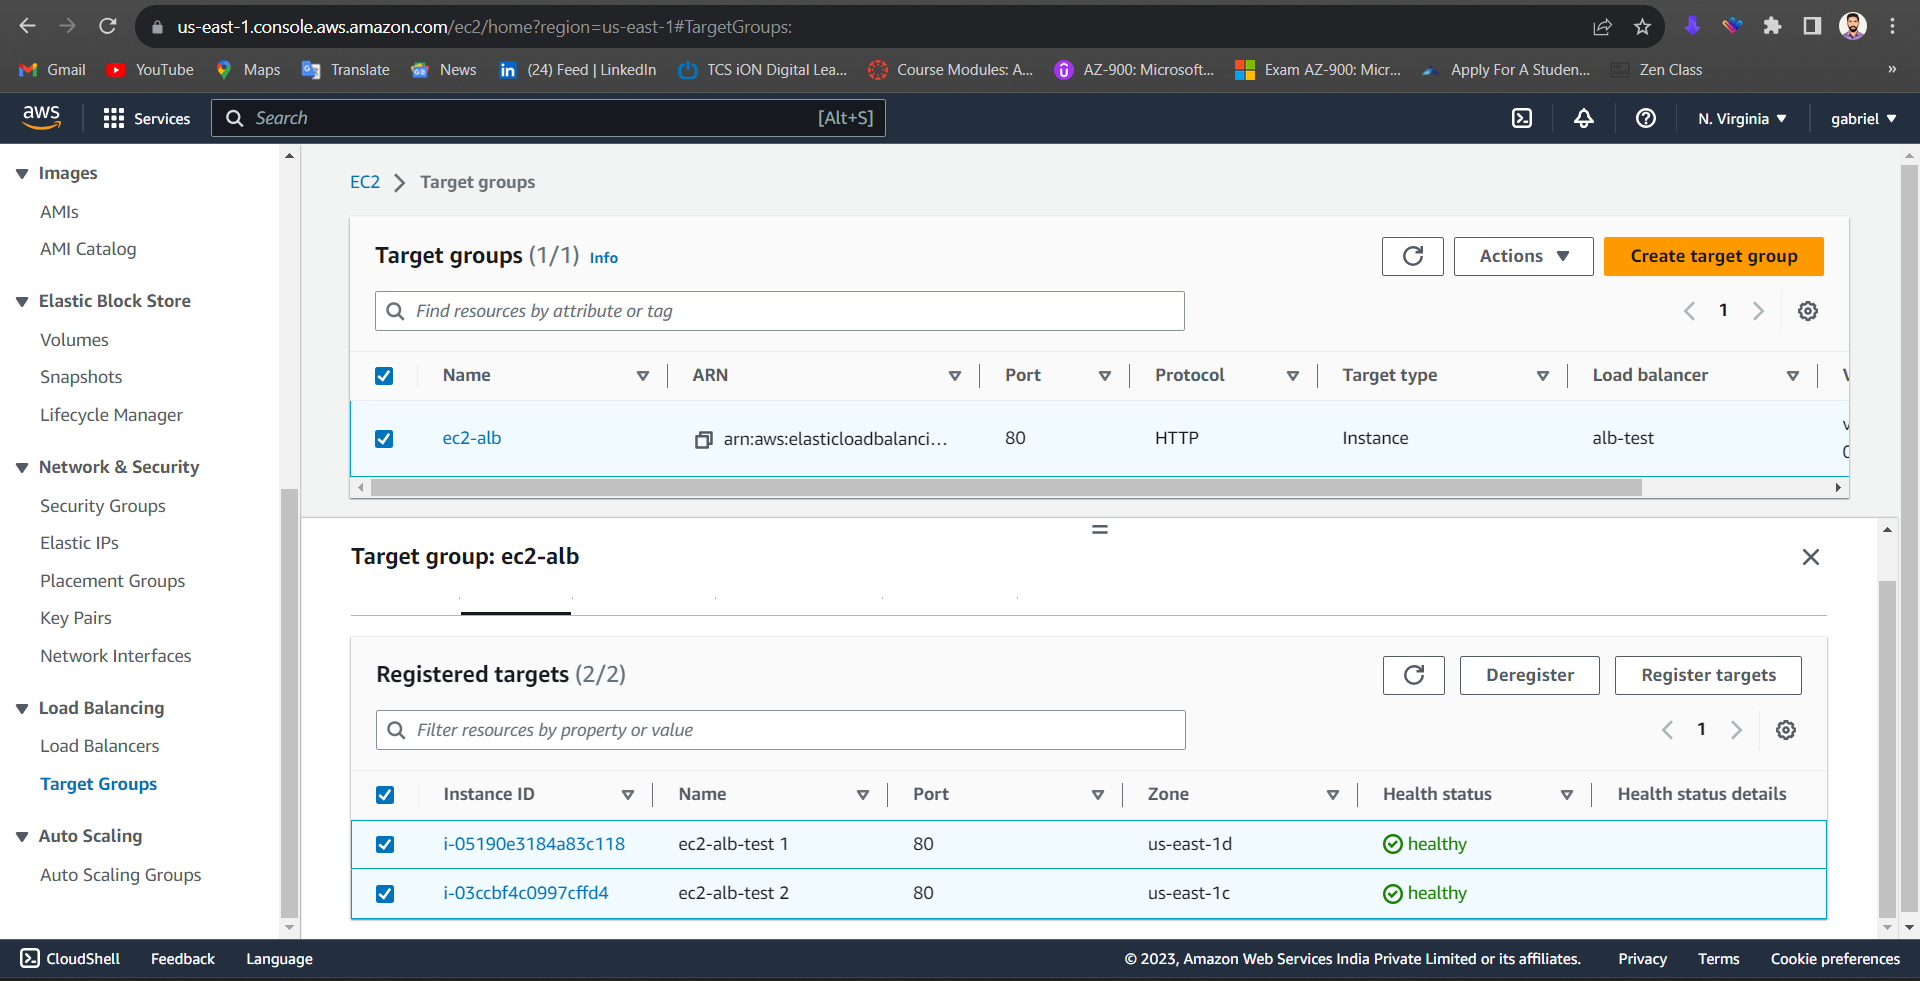 us-east-1.console.aws.amazon.com/ec2/home?region=us-east-1#TargetGroups:
Gmail YouTube Maps Translate News (24) Feed | LinkedIn TCS iON Digital Lea... Course Modules: A... AZ-900: Microsoft... Exam AZ-900: Micr... Apply For A Studen... Zen Class »
aws Services Search [Alt+S] N. Virginia gabriel
Images
AMIs
AMI Catalog
Elastic Block Store
Volumes
Snapshots
Lifecycle Manager
Network & Security
Security Groups
Elastic IPs
Placement Groups
Key Pairs
Network Interfaces
Load Balancing
Load Balancers
Target Groups
Auto Scaling
Auto Scaling Groups
EC2 > Target groups
Target groups (1/1) Info Actions Create target group
Find resources by attribute or tag 1
Name ARN Port Protocol Target type Load balancer
ec2-alb arn:aws:elasticloadbalanci... 80 HTTP Instance alb-test
Target group: ec2-alb
Registered targets (2/2) Deregister Register targets
Filter resources by property or value 1
Instance ID Name Port Zone Health status Health status details
i-05190e3184a83c118 ec2-alb-test 1 80 us-east-1d healthy
i-03ccbf4c0997cffd4 ec2-alb-test 2 80 us-east-1c healthy
CloudShell Feedback Language © 2023, Amazon Web Services India Private Limited or its affiliates. Privacy Terms Cookie preferences